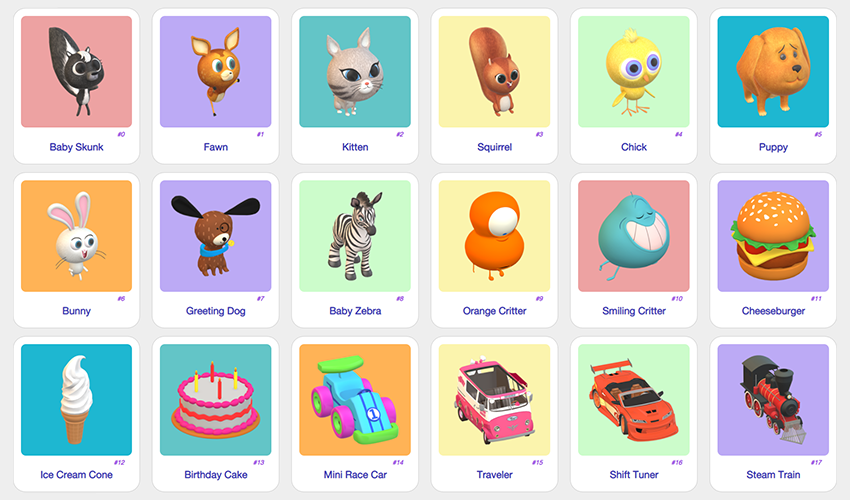 #0
Baby Skunk
#1
Fawn
#2
Kitten
#3
Squirrel
#4
Chick
#5
Puppy
#6
Bunny
#7
Greeting Dog
#8
Baby Zebra
#9
Orange Critter
#10
Smiling Critter
#11
Cheeseburger
#12
Ice Cream Cone
#13
Birthday Cake
1
#14
Mini Race Car
#15
Traveler
#16
Shift Tuner
#17
Steam Train